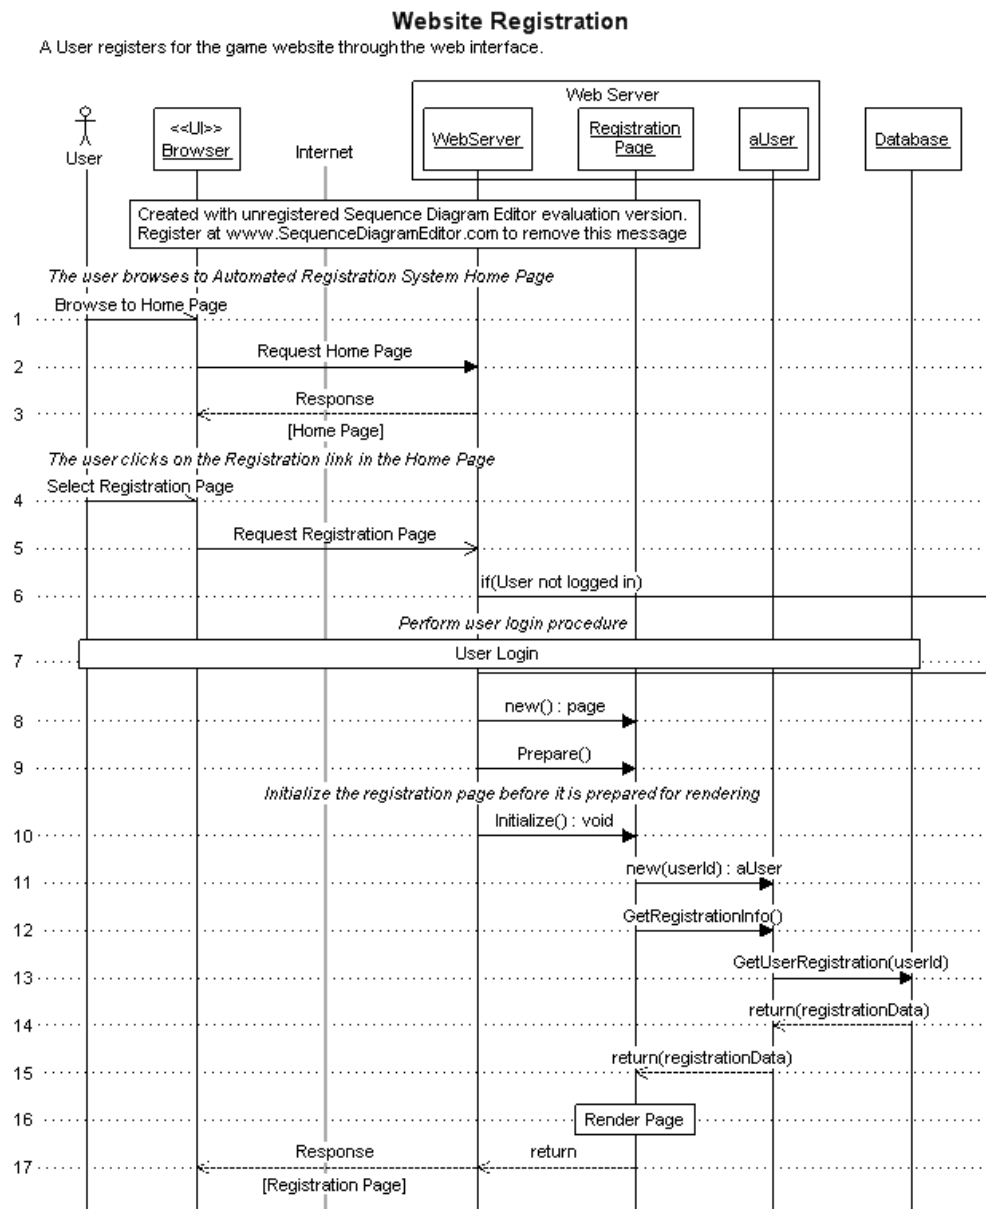 Website Registration
A User registers for the game website through the web interface.
Web Server
<<UI>>
Browser
User
Internet
WebServer
Registration
Page
aUser
Database
Created with unregistered Sequence Diagram Editor evaluation version.
Register at www.SequenceDiagramEditor.com to remove this message
The user browses to Automated Registration System Home Page
Browse to Home Page
1
Request Home Page
2
Response
3
[Home Page]
The user clicks on the Registration link in the Home Page
Select Registration Page
4
Request Registration Page
5
if(User not logged in)
6
Perform user login procedure
User Login
7
new() : page
8
Prepare()
9
Initialize the registration page before it is prepared for rendering
Initialize() : void
10
new(userId) : aUser
11
GetRegistrationInfo()
12
GetUserRegistration(userId)
13
return(registrationData)
14
return(registrationData)
15
Render Page
16
Response
return
17
[Registration Page]